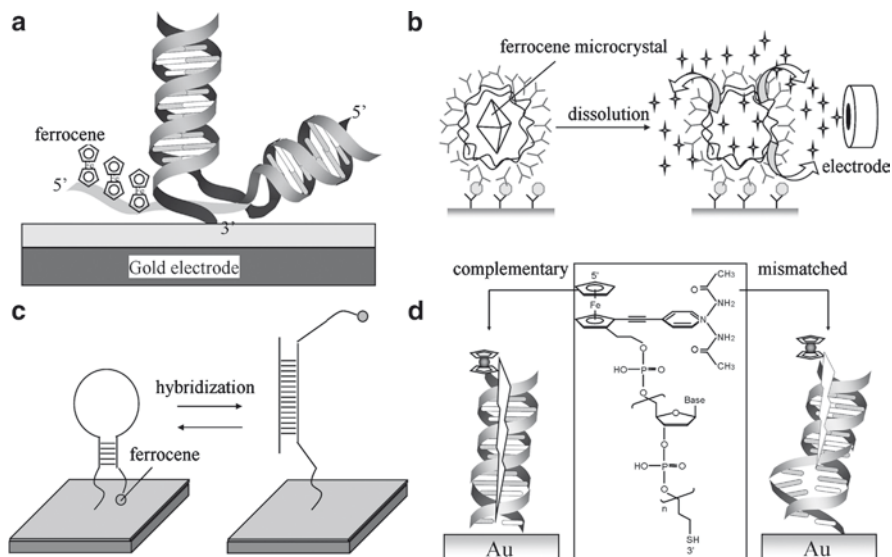 a
ferrocene
5'
5'
3'
Gold electrode
b
ferrocene microcrystal
dissolution
electrode
c
hybridization
ferrocene
d
complementary
mismatched
5'
Fe
CH3
O
NH2
N
NH2
O
CH3
O
HO—P=O
O
Base
O
O
HO—P=O
O
n
SH
3'
Au
Au